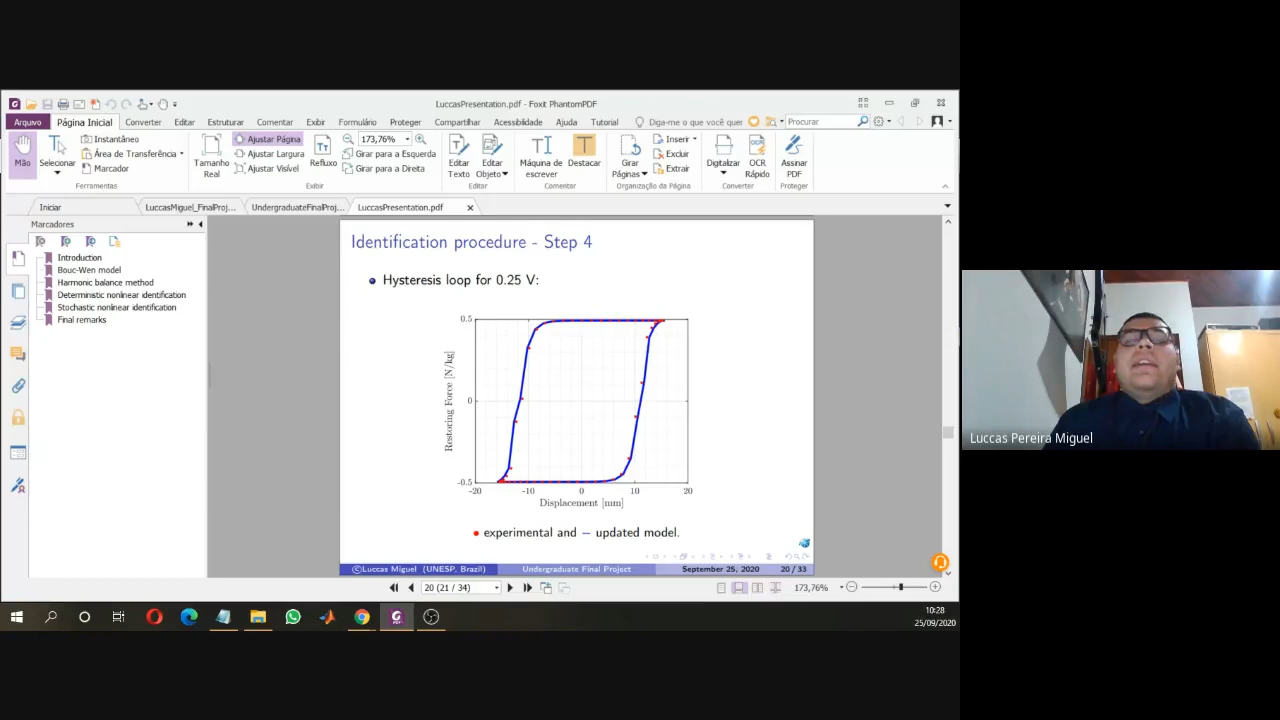 LuccasPresentation.pdf - Foxit PhantomPDF
Arquivo Página Inicial Converter Editar Estruturar Comentar Exibir Formulário Proteger Compartilhar Acessibilidade Ajuda Tutorial Diga-me o que você quer Procurar
Mão
Selecionar
Instantâneo
Área de Transferência
Marcador
Ferramentas
Tamanho Real
Ajustar Página
Ajustar Largura
Ajustar Visível
Refluxo
173,76%
Girar para a Esquerda
Girar para a Direita
Exibir
Editar Texto
Editar Objeto
Editar
Máquina de escrever
Destacar
Comentar
Girar Páginas
Inserir
Excluir
Extrair
Organização da Página
Digitalizar
OCR Rápido
Converter
Assinar PDF
Proteger
Iniciar LuccasMiguel_FinalProj... UndergraduateFinalProj... LuccasPresentation.pdf
Marcadores
Introduction
Bouc-Wen model
Harmonic balance method
Deterministic nonlinear identification
Stochastic nonlinear identification
Final remarks
Identification procedure - Step 4
Hysteresis loop for 0.25 V:
0.5
0
-0.5
Restoring Force [N/kg]
-20 -10 0 10 20
Displacement [mm]
experimental and – updated model.
©Luccas Miguel (UNESP, Brazil) Undergraduate Final Project September 25, 2020 20 / 33
20 (21 / 34) 173,76%
10:28
25/09/2020
Luccas Pereira Miguel